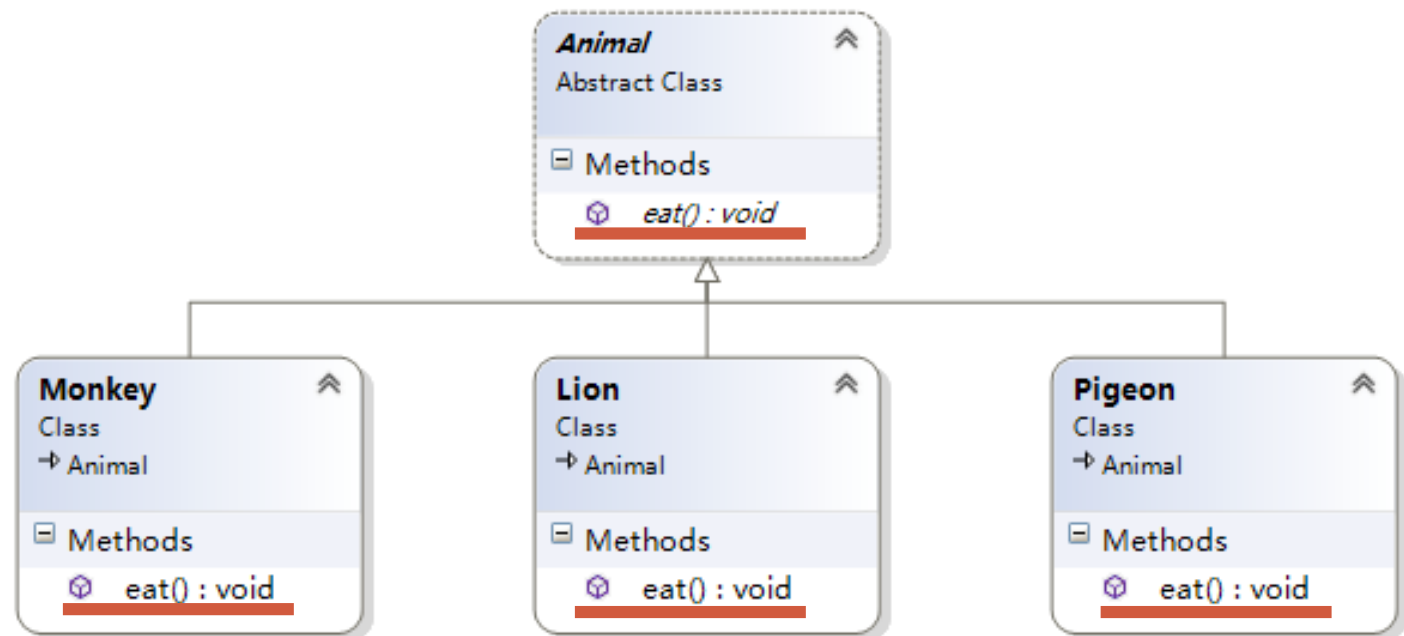 Animal
Abstract Class
Methods
eat() : void
Monkey
Class
Animal
Methods
eat() : void
Lion
Class
Animal
Methods
eat() : void
Pigeon
Class
Animal
Methods
eat() : void